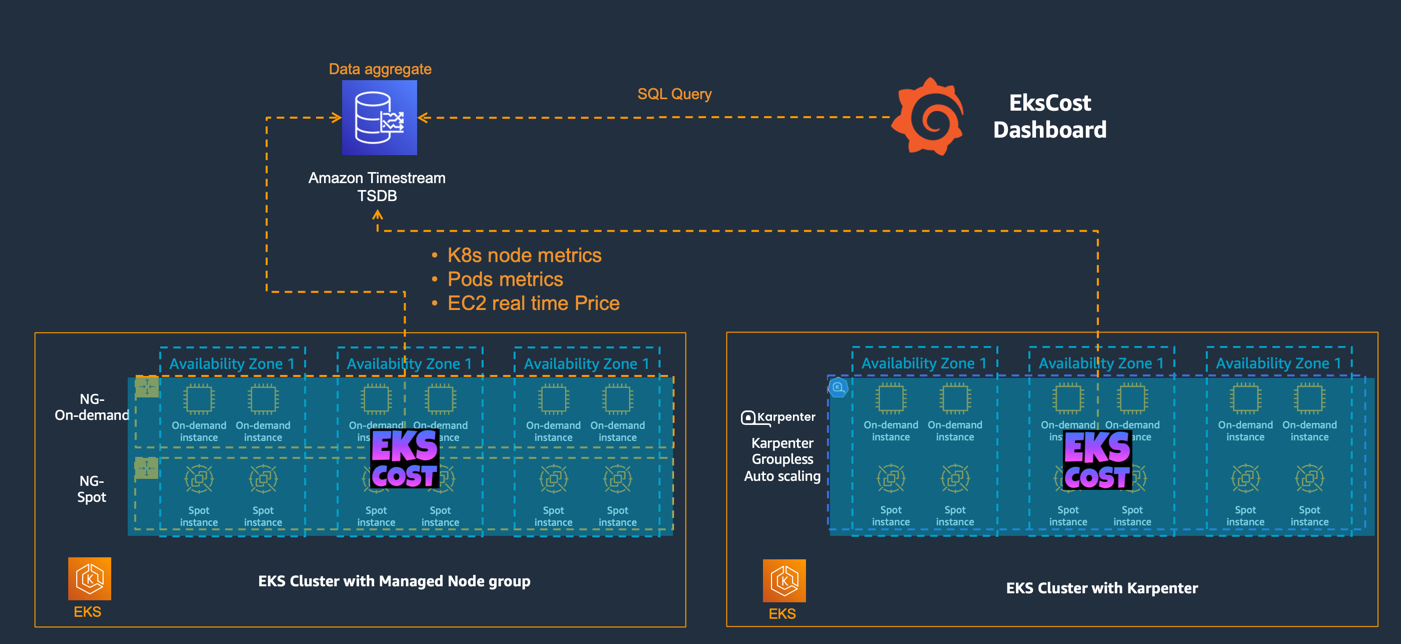 Data aggregate
SQL Query
EksCost
Dashboard
Amazon Timestream
TSDB
• K8s node metrics
• Pods metrics
• EC2 real time Price
Availability Zone 1
Availability Zone 1
Availability Zone 1
NG-
On-demand
On-demand
instance
On-demand
instance
On-demand
instance
On-demand
instance
On-demand
instance
EKS
COST
NG-
Spot
Spot
instance
Spot
instance
Spot
instance
Spot
instance
Spot
instance
Spot
instance
EKS
EKS Cluster with Managed Node group
Availability Zone 1
Availability Zone 1
Availability Zone 1
Karpenter
Karpenter
Groupless
Auto scaling
On-demand
instance
On-demand
instance
On-demand
instance
On-demand
instance
On-demand
instance
On-demand
instance
EKS
COST
Spot
instance
Spot
instance
Spot
instance
Spot
instance
Spot
instance
Spot
instance
EKS
EKS Cluster with Karpenter